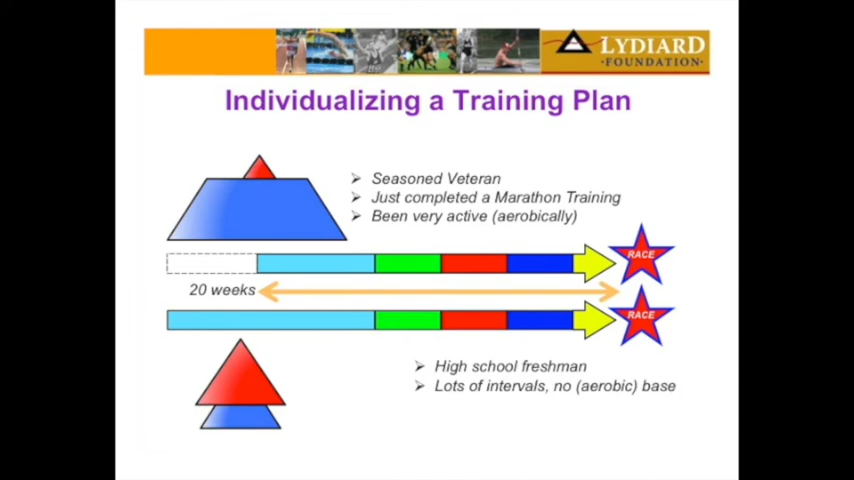 LYDIARD
·FOUNDATION·
Individualizing a Training Plan
Seasoned Veteran
Just completed a Marathon Training
Been very active (aerobically)
RACE
20 weeks
RACE
High school freshman
Lots of intervals, no (aerobic) base